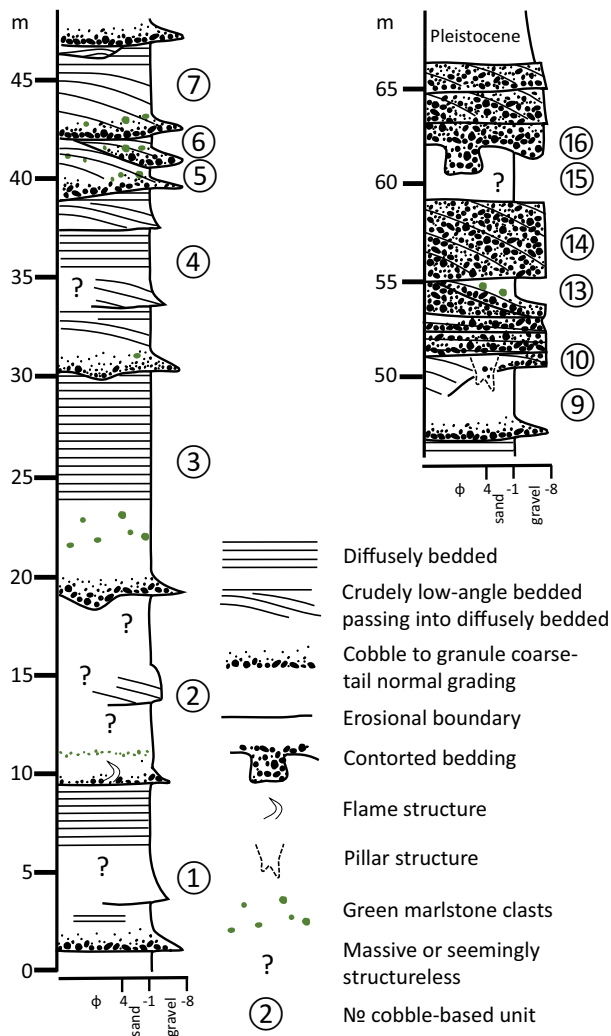 m
45
40
35
30
25
20
15
10
5
0
⑦
⑥
⑤
④
③
②
①
?
?
?
?
?
ϕ 4 sand -1 gravel -8
m
Pleistocene
65
60
55
50
⑯
⑮
⑭
⑬
⑩
⑨
?
ϕ 4 sand -1 gravel -8
Diffusely bedded
Crudely low-angle bedded
passing into diffusely bedded
Cobble to granule coarse-
tail normal grading
Erosional boundary
Contorted bedding
Flame structure
Pillar structure
Green marlstone clasts
? Massive or seemingly
structureless
② № cobble-based unit